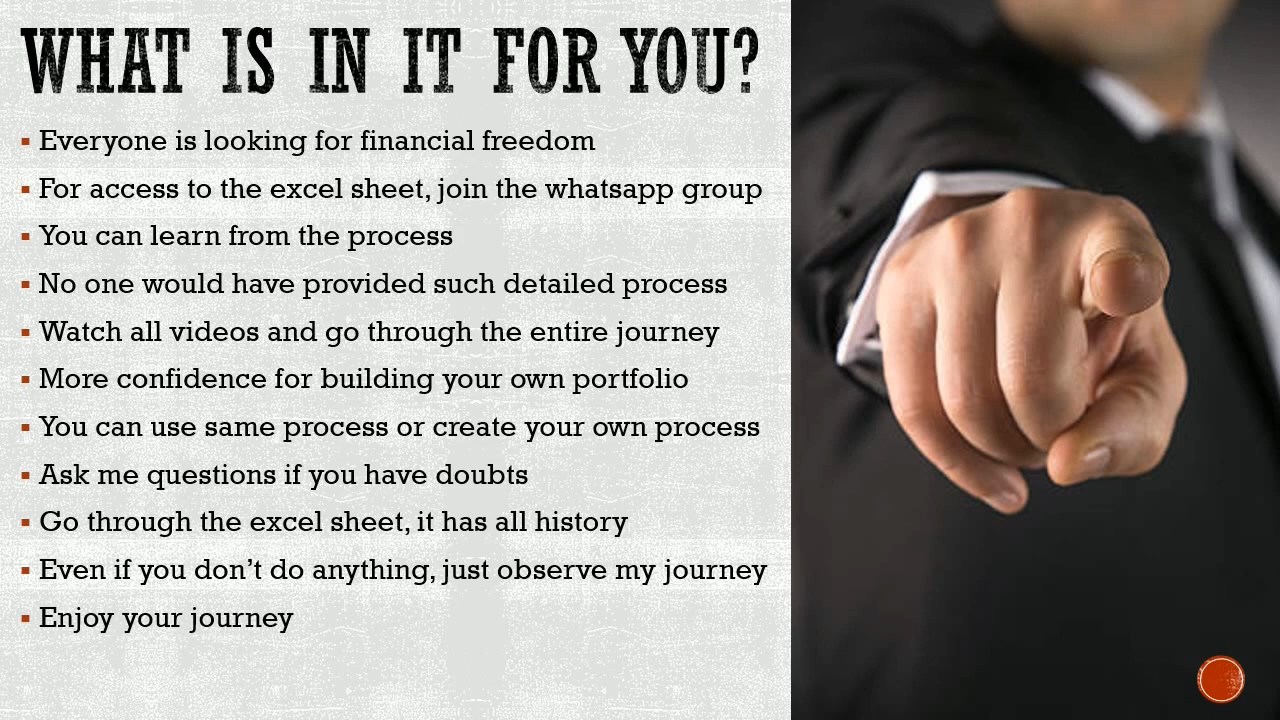 WHAT IS IN IT FOR YOU?
Everyone is looking for financial freedom
For access to the excel sheet, join the whatsapp group
You can learn from the process
No one would have provided such detailed process
Watch all videos and go through the entire journey
More confidence for building your own portfolio
You can use same process or create your own process
Ask me questions if you have doubts
Go through the excel sheet, it has all history
Even if you don’t do anything, just observe my journey
Enjoy your journey